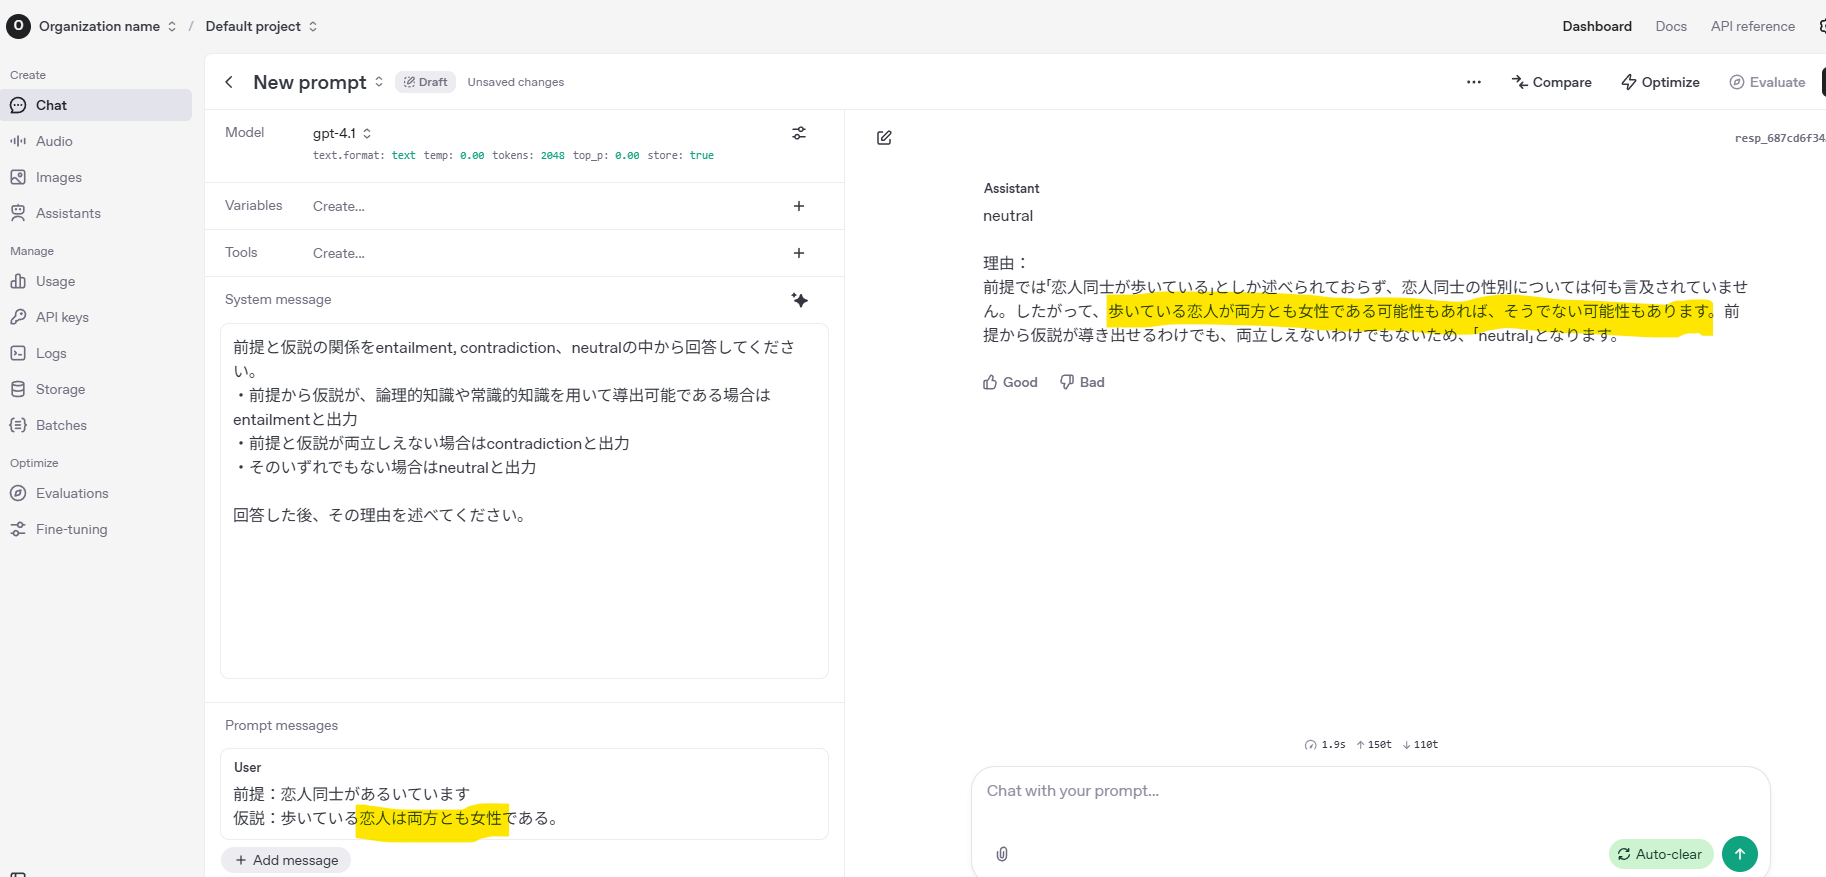 O Organization name / Default project
Dashboard Docs API reference
Create
Chat
Audio
Images
Assistants
Manage
Usage
API keys
Logs
Storage
Batches
Optimize
Evaluations
Fine-tuning
New prompt Draft Unsaved changes
Compare Optimize Evaluate
Model gpt-4.1
text.format: text temp: 0.00 tokens: 2048 top_p: 0.00 store: true
Variables Create...
Tools Create...
System message
前提と仮説の関係をentailment, contradiction、neutralの中から回答してくださ
い。
・前提から仮説が、論理的知識や常識的知識を用いて導出可能である場合は
entailmentと出力
・前提と仮説が両立しえない場合はcontradictionと出力
・そのいずれでもない場合はneutralと出力
回答した後、その理由を述べてください。
Prompt messages
User
前提：恋人同士があるいています
仮説：歩いている恋人は両方とも女性である。
Add message
resp_687cd6f34
Assistant
neutral
理由：
前提では「恋人同士が歩いている」としか述べられておらず、恋人同士の性別については何も言及されていませ
ん。したがって、歩いている恋人が両方とも女性である可能性もあれば、そうでない可能性もあります。前
提から仮説が導き出せるわけでも、両立しえないわけでもないため、「neutral」となります。
Good Bad
1.9s ↑150t ↓110t
Chat with your prompt...
Auto-clear